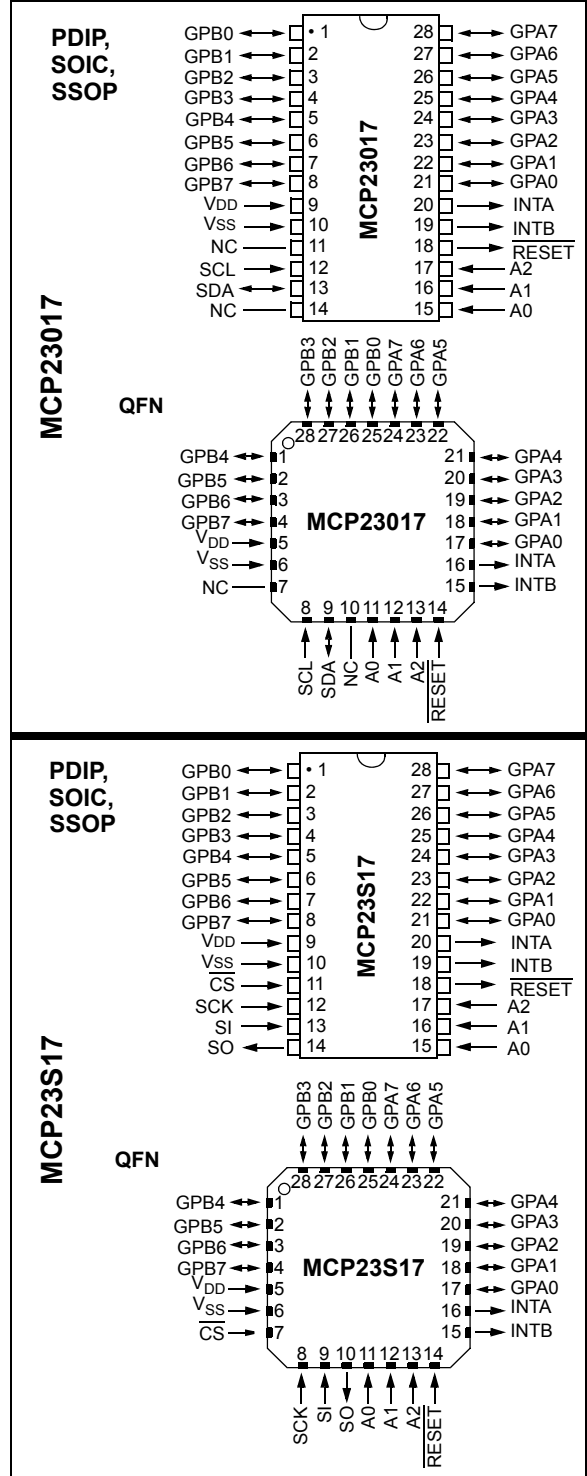 PDIP,
SOIC,
SSOP
GPB0 1 28 GPA7
GPB1 2 27 GPA6
GPB2 3 26 GPA5
GPB3 4 25 GPA4
GPB4 5 24 GPA3
GPB5 6 23 GPA2
GPB6 7 22 GPA1
GPB7 8 21 GPA0
VDD 9 20 INTA
VSS 10 19 INTB
NC 11 18 RESET
SCL 12 17 A2
SDA 13 16 A1
NC 14 15 A0
MCP23017
MCP23017
QFN
GPB3 GPB2 GPB1 GPB0 GPA7 GPA6 GPA5
28 27 26 25 24 23 22
GPB4 1 21 GPA4
GPB5 2 20 GPA3
GPB6 3 19 GPA2
GPB7 4 18 GPA1
VDD 5 17 GPA0
VSS 6 16 INTA
NC 7 15 INTB
MCP23017
8 9 10 11 12 13 14
SCL SDA NC A0 A1 A2 RESET
PDIP,
SOIC,
SSOP
GPB0 1 28 GPA7
GPB1 2 27 GPA6
GPB2 3 26 GPA5
GPB3 4 25 GPA4
GPB4 5 24 GPA3
GPB5 6 23 GPA2
GPB6 7 22 GPA1
GPB7 8 21 GPA0
VDD 9 20 INTA
VSS 10 19 INTB
CS 11 18 RESET
SCK 12 17 A2
SI 13 16 A1
SO 14 15 A0
MCP23S17
MCP23S17
QFN
GPB3 GPB2 GPB1 GPB0 GPA7 GPA6 GPA5
28 27 26 25 24 23 22
GPB4 1 21 GPA4
GPB5 2 20 GPA3
GPB6 3 19 GPA2
GPB7 4 18 GPA1
VDD 5 17 GPA0
VSS 6 16 INTA
CS 7 15 INTB
MCP23S17
8 9 10 11 12 13 14
SCK SI SO A0 A1 A2 RESET